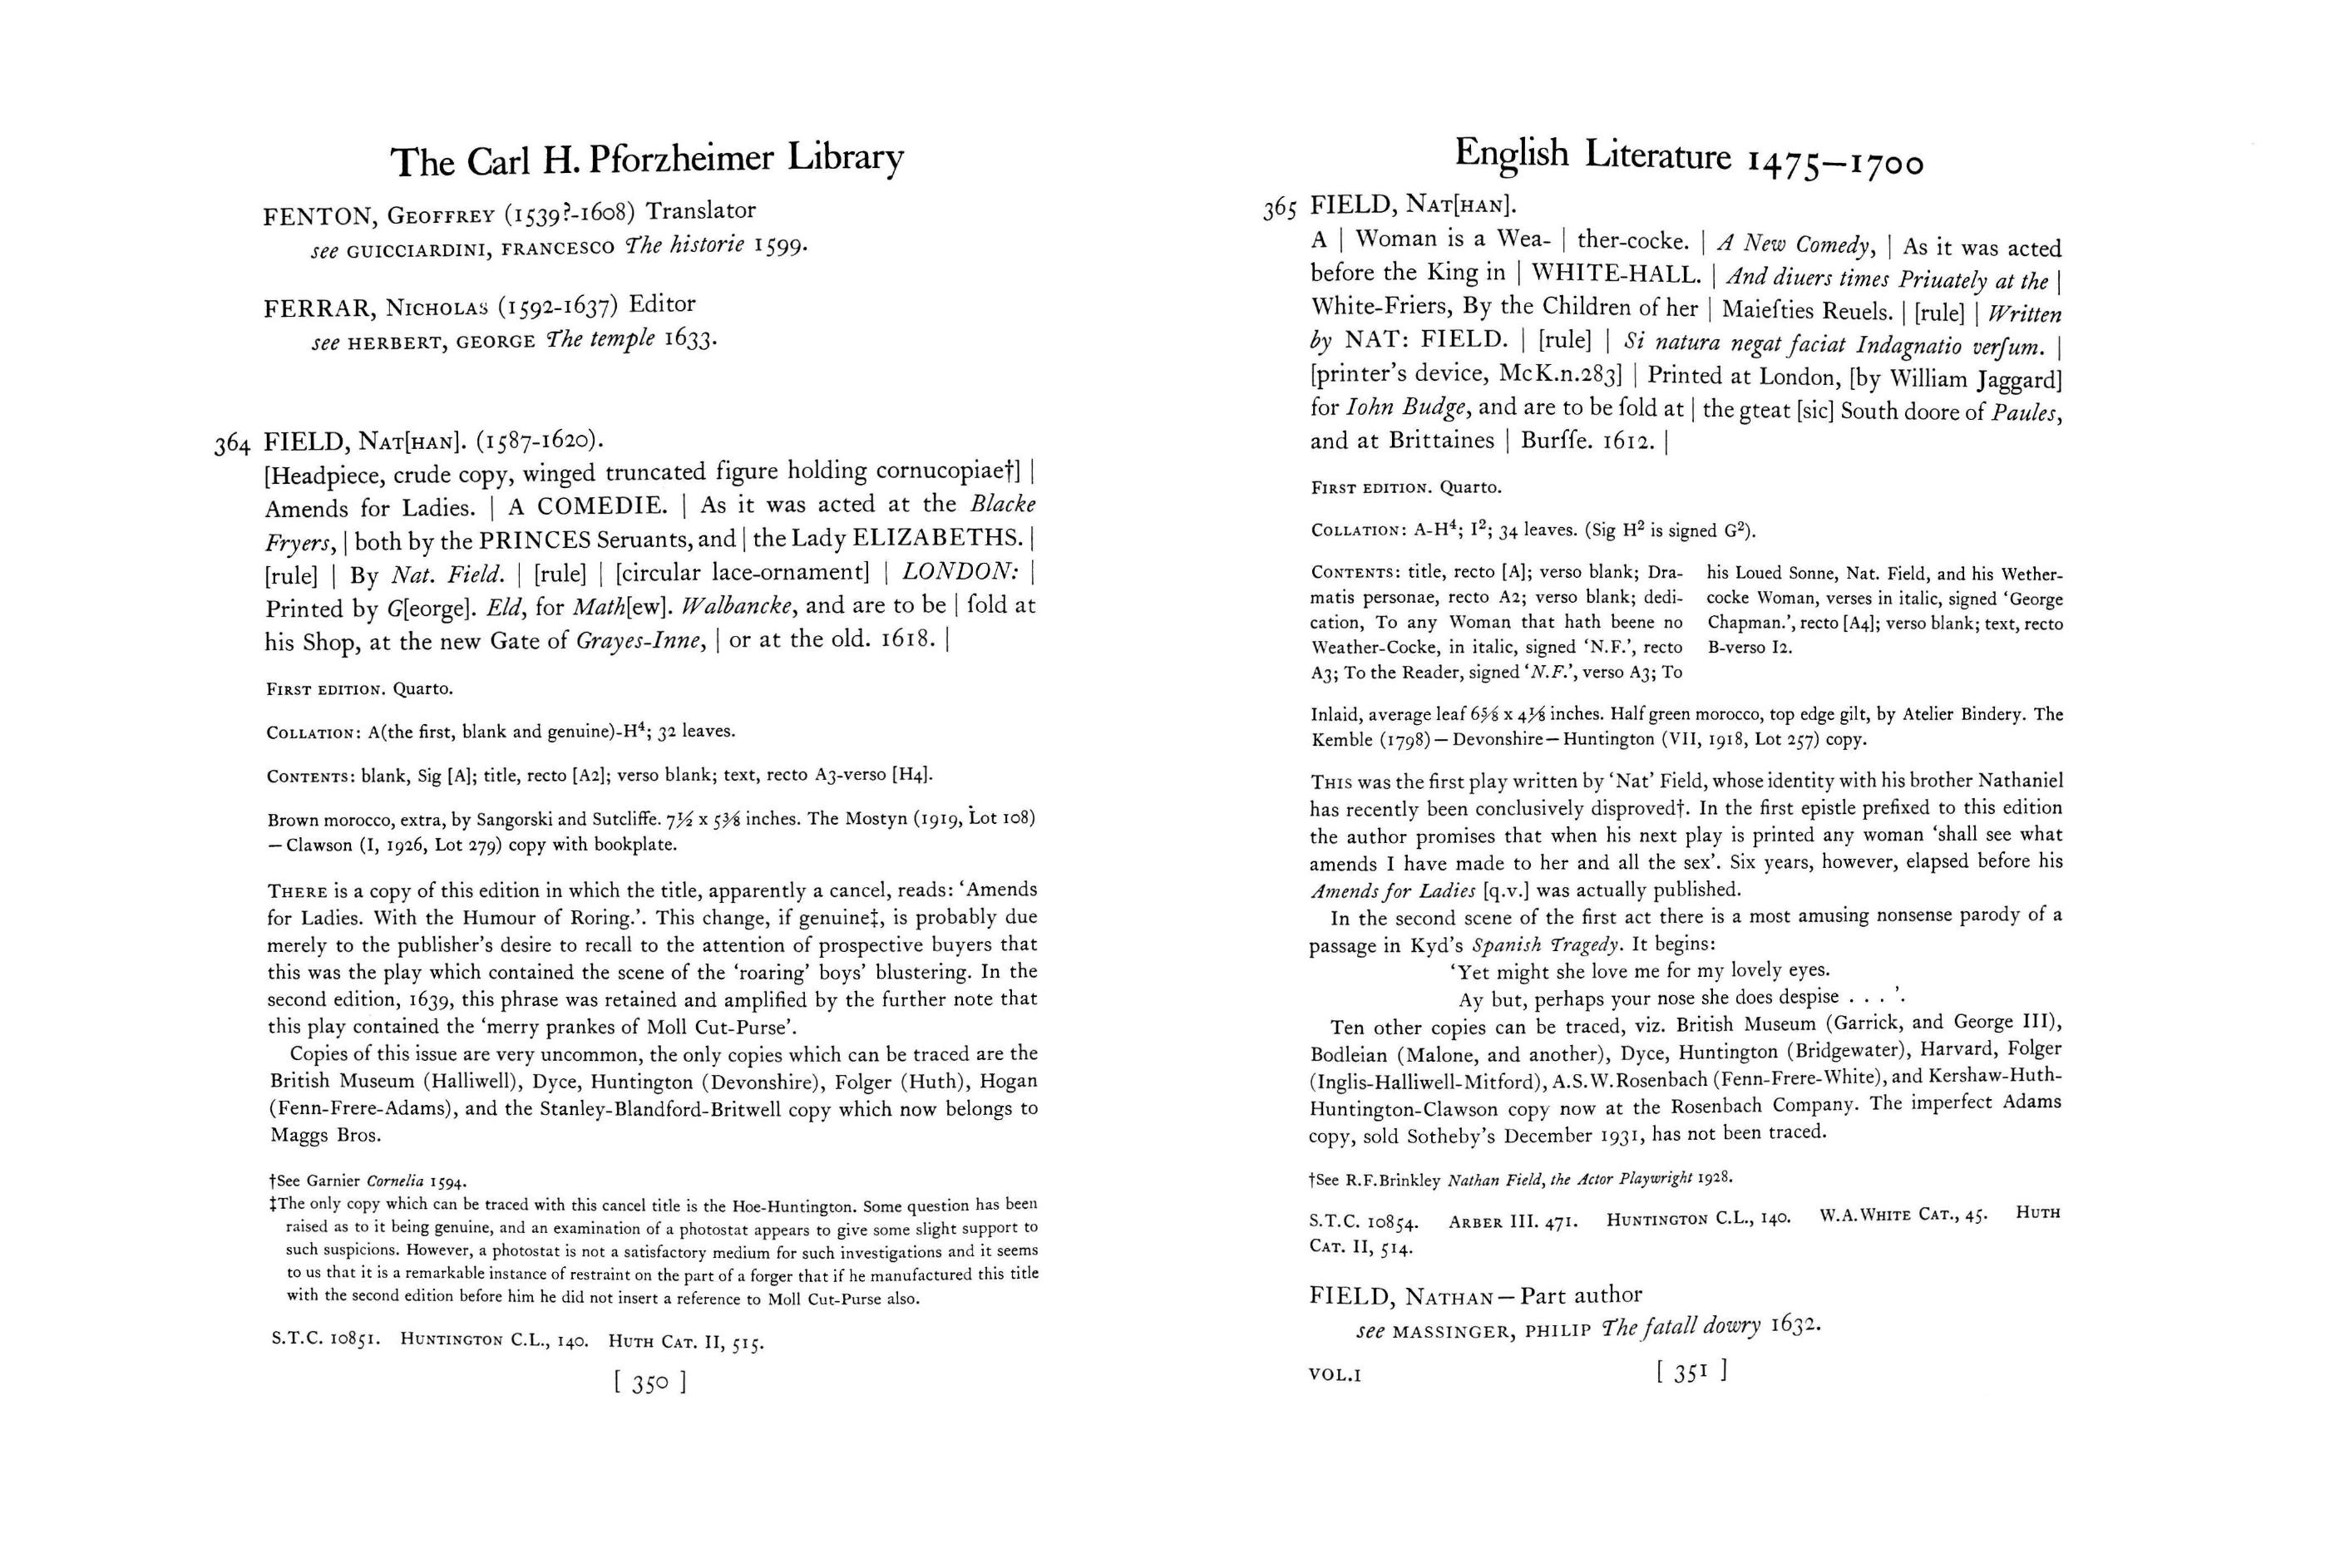 The Carl H. Pforzheimer Library
FENTON, GEOFFREY (1539?-1608) Translator
see GUICCIARDINI, FRANCESCO The historie 1599.
FERRAR, NICHOLAS (1592-1637) Editor
see HERBERT, GEORGE The temple 1633.
364 FIELD, NAT[HAN]. (1587-1620).
[Headpiece, crude copy, winged truncated figure holding cornucopiae†] |
Amends for Ladies. | A COMEDIE. | As it was acted at the Blacke
Fryers, | both by the PRINCES Seruants, and | the Lady ELIZABETHS. |
[rule] | By Nat. Field. | [rule] | [circular lace-ornament] | LONDON: |
Printed by G[eorge]. Eld, for Math[ew]. Walbancke, and are to be | ſold at
his Shop, at the new Gate of Grayes-Inne, | or at the old. 1618. |
FIRST EDITION. Quarto.
COLLATION: A(the first, blank and genuine)-H⁴; 32 leaves.
CONTENTS: blank, Sig [A]; title, recto [A2]; verso blank; text, recto A3-verso [H4].
Brown morocco, extra, by Sangorski and Sutcliffe. 7½ x 5⅜ inches. The Mostyn (1919, Lot 108)
—Clawson (I, 1926, Lot 279) copy with bookplate.
THERE is a copy of this edition in which the title, apparently a cancel, reads: ‘Amends
for Ladies. With the Humour of Roring.’. This change, if genuine‡, is probably due
merely to the publisher’s desire to recall to the attention of prospective buyers that
this was the play which contained the scene of the ‘roaring’ boys’ blustering. In the
second edition, 1639, this phrase was retained and amplified by the further note that
this play contained the ‘merry prankes of Moll Cut-Purse’.
Copies of this issue are very uncommon, the only copies which can be traced are the
British Museum (Halliwell), Dyce, Huntington (Devonshire), Folger (Huth), Hogan
(Fenn-Frere-Adams), and the Stanley-Blandford-Britwell copy which now belongs to
Maggs Bros.
†See Garnier Cornelia 1594.
‡The only copy which can be traced with this cancel title is the Hoe-Huntington. Some question has been
raised as to it being genuine, and an examination of a photostat appears to give some slight support to
such suspicions. However, a photostat is not a satisfactory medium for such investigations and it seems
to us that it is a remarkable instance of restraint on the part of a forger that if he manufactured this title
with the second edition before him he did not insert a reference to Moll Cut-Purse also.
S.T.C. 10851. HUNTINGTON C.L., 140. HUTH CAT. II, 515.
[ 350 ]
English Literature 1475–1700
365 FIELD, NAT[HAN].
A | Woman is a Wea- | ther-cocke. | A New Comedy, | As it was acted
before the King in | WHITE-HALL. | And diuers times Priuately at the |
White-Friers, By the Children of her | Maieſties Reuels. | [rule] | Written
by NAT: FIELD. | [rule] | Si natura negat faciat Indagnatio verſum. |
[printer’s device, McK.n.283] | Printed at London, [by William Jaggard]
for Iohn Budge, and are to be ſold at | the gteat [sic] South doore of Paules,
and at Brittaines | Burſſe. 1612. |
FIRST EDITION. Quarto.
COLLATION: A-H⁴; I²; 34 leaves. (Sig H² is signed G²).
CONTENTS: title, recto [A]; verso blank; Dra-
matis personae, recto A2; verso blank; dedi-
cation, To any Woman that hath beene no
Weather-Cocke, in italic, signed ‘N.F.’, recto
A3; To the Reader, signed ‘N.F.’, verso A3; To
his Loued Sonne, Nat. Field, and his Wether-
cocke Woman, verses in italic, signed ‘George
Chapman.’, recto [A4]; verso blank; text, recto
B-verso I2.
Inlaid, average leaf 6⅝ x 4⅛ inches. Half green morocco, top edge gilt, by Atelier Bindery. The
Kemble (1798)—Devonshire—Huntington (VII, 1918, Lot 257) copy.
THIS was the first play written by ‘Nat’ Field, whose identity with his brother Nathaniel
has recently been conclusively disproved†. In the first epistle prefixed to this edition
the author promises that when his next play is printed any woman ‘shall see what
amends I have made to her and all the sex’. Six years, however, elapsed before his
Amends for Ladies [q.v.] was actually published.
In the second scene of the first act there is a most amusing nonsense parody of a
passage in Kyd’s Spanish Tragedy. It begins:
‘Yet might she love me for my lovely eyes.
Ay but, perhaps your nose she does despise . . . ’.
Ten other copies can be traced, viz. British Museum (Garrick, and George III),
Bodleian (Malone, and another), Dyce, Huntington (Bridgewater), Harvard, Folger
(Inglis-Halliwell-Mitford), A.S.W.Rosenbach (Fenn-Frere-White), and Kershaw-Huth-
Huntington-Clawson copy now at the Rosenbach Company. The imperfect Adams
copy, sold Sotheby’s December 1931, has not been traced.
†See R.F.Brinkley Nathan Field, the Actor Playwright 1928.
S.T.C. 10854. ARBER III. 471. HUNTINGTON C.L., 140. W.A.WHITE CAT., 45. HUTH
CAT. II, 514.
FIELD, NATHAN—Part author
see MASSINGER, PHILIP The fatall dowry 1632.
VOL.I
[ 351 ]